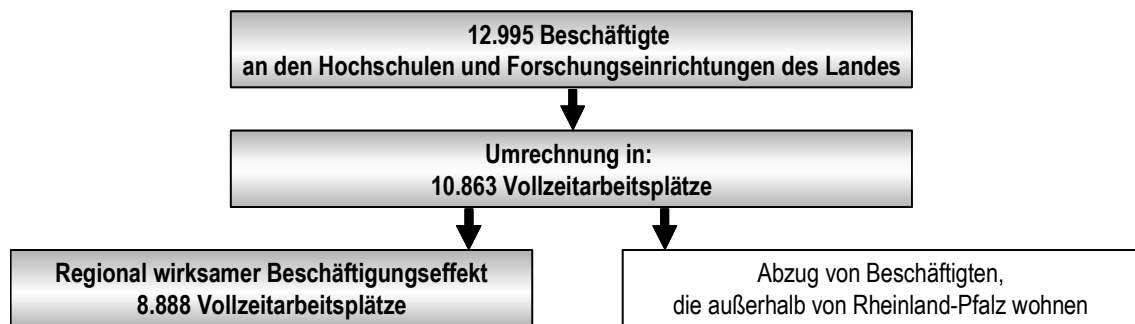 12.995 Beschäftigte
an den Hochschulen und Forschungseinrichtungen des Landes
Umrechnung in:
10.863 Vollzeitarbeitsplätze
Regional wirksamer Beschäftigungseffekt
8.888 Vollzeitarbeitsplätze
Abzug von Beschäftigten,
die außerhalb von Rheinland-Pfalz wohnen